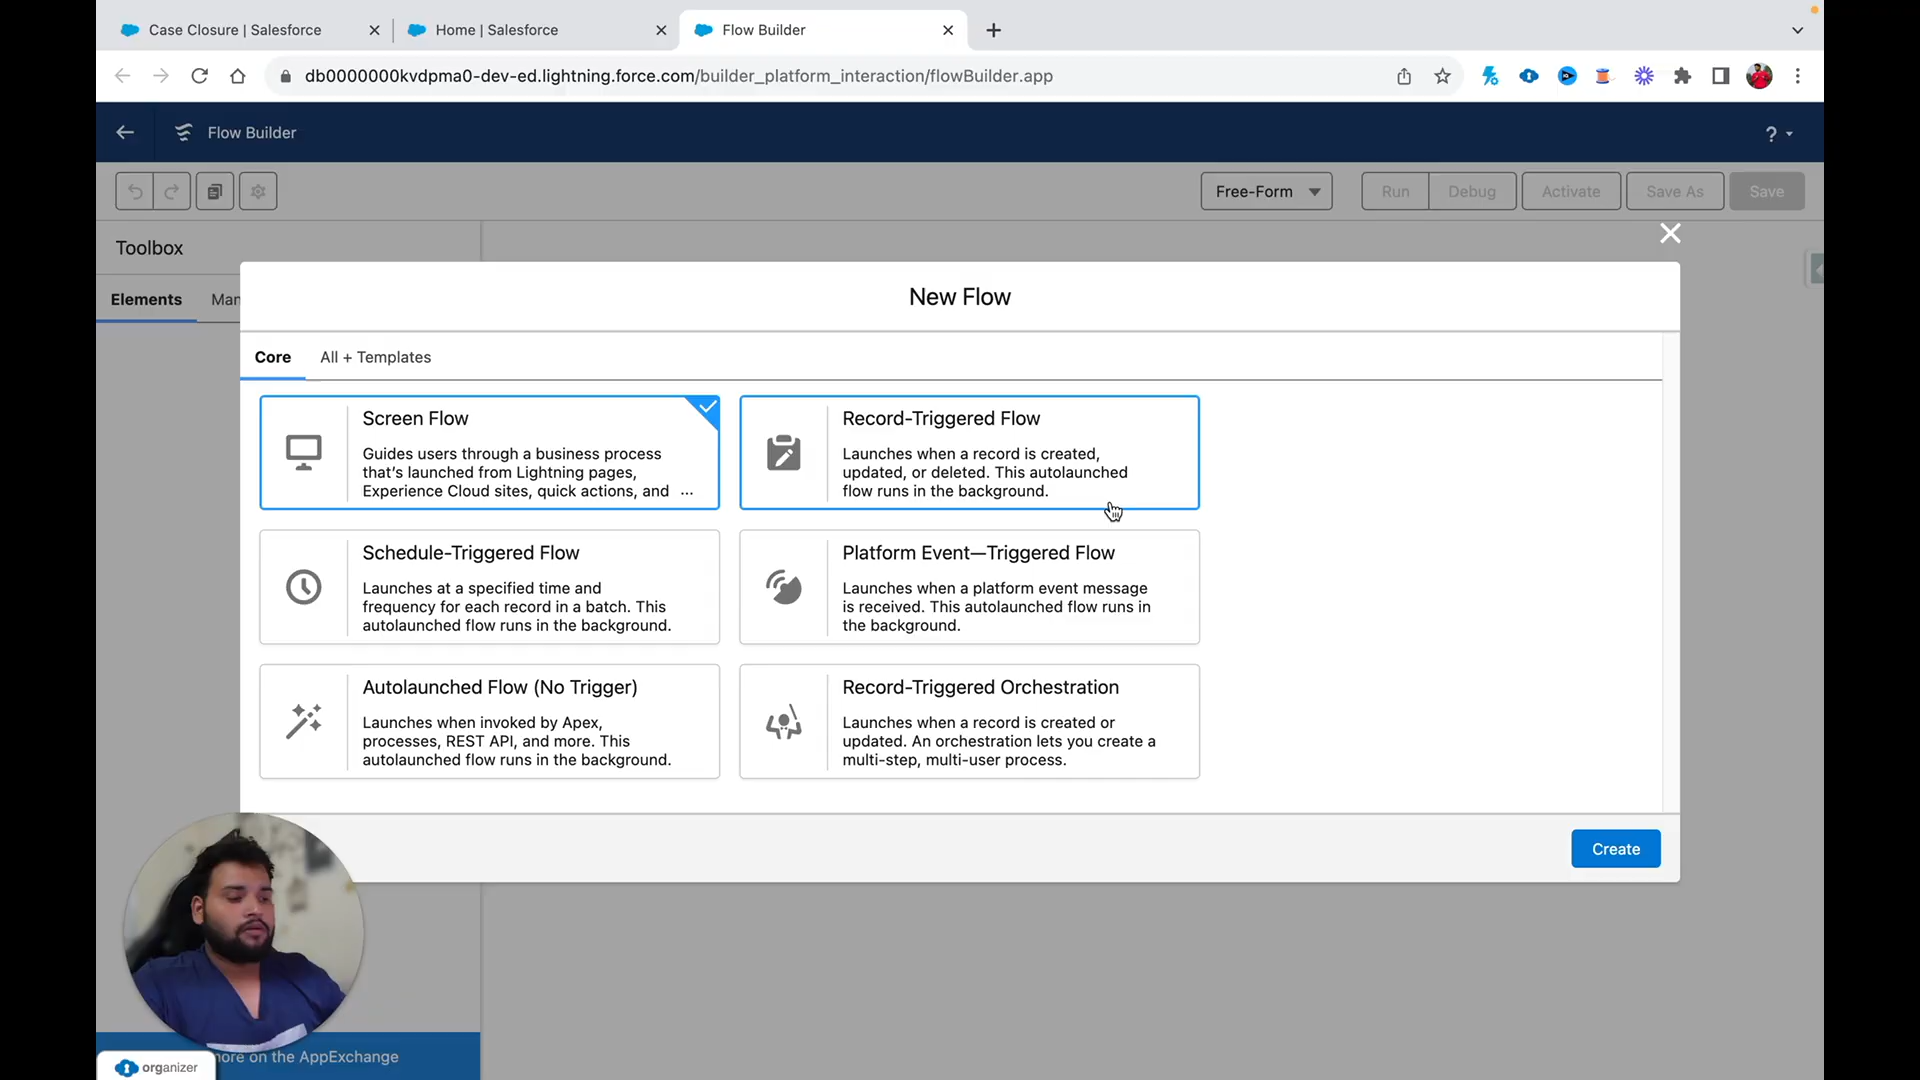 Case Closure | Salesforce
Home | Salesforce
Flow Builder
db0000000kvdpma0-dev-ed.lightning.force.com/builder_platform_interaction/flowBuilder.app
Flow Builder
?
Free-Form
Run
Debug
Activate
Save As
Save
Toolbox
Elements
Man
New Flow
Core
All + Templates
Screen Flow
Guides users through a business process
that's launched from Lightning pages,
Experience Cloud sites, quick actions, and ...
Record-Triggered Flow
Launches when a record is created,
updated, or deleted. This autolaunched
flow runs in the background.
Schedule-Triggered Flow
Launches at a specified time and
frequency for each record in a batch. This
autolaunched flow runs in the background.
Platform Event—Triggered Flow
Launches when a platform event message
is received. This autolaunched flow runs in
the background.
Autolaunched Flow (No Trigger)
Launches when invoked by Apex,
processes, REST API, and more. This
autolaunched flow runs in the background.
Record-Triggered Orchestration
Launches when a record is created or
updated. An orchestration lets you create a
multi-step, multi-user process.
Create
more on the AppExchange
organizer